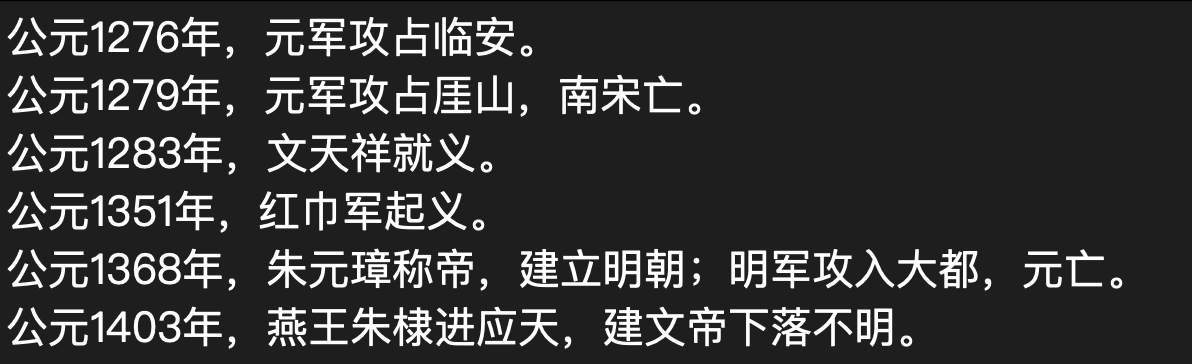 公元1276年，元军攻占临安。
公元1279年，元军攻占厓山，南宋亡。
公元1283年，文天祥就义。
公元1351年，红巾军起义。
公元1368年，朱元璋称帝，建立明朝；明军攻入大都，元亡。
公元1403年，燕王朱棣进应天，建文帝下落不明。